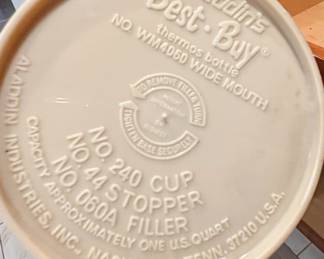 Best-Buy®
thermos bottle
NO. WM4060 WIDE MOUTH
TO REMOVE FILLER TURN
TIGHTEN BASE SECURELY
NO. 240 CUP
NO. 44 STOPPER
NO. 060A FILLER
CAPACITY APPROXIMATELY ONE U.S. QUART
ALADDIN INDUSTRIES, INC., TENN. 37210 U.S.A.